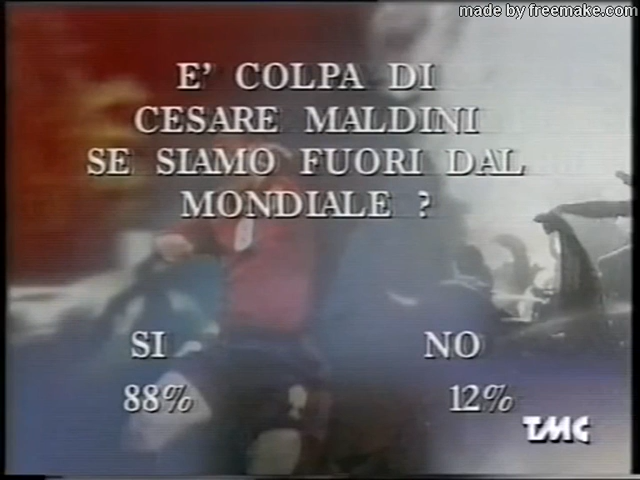 made by freemake.com
E' COLPA DI
CESARE MALDINI
SE SIAMO FUORI DAL
MONDIALE ?
SI NO
88% 12%
TMC